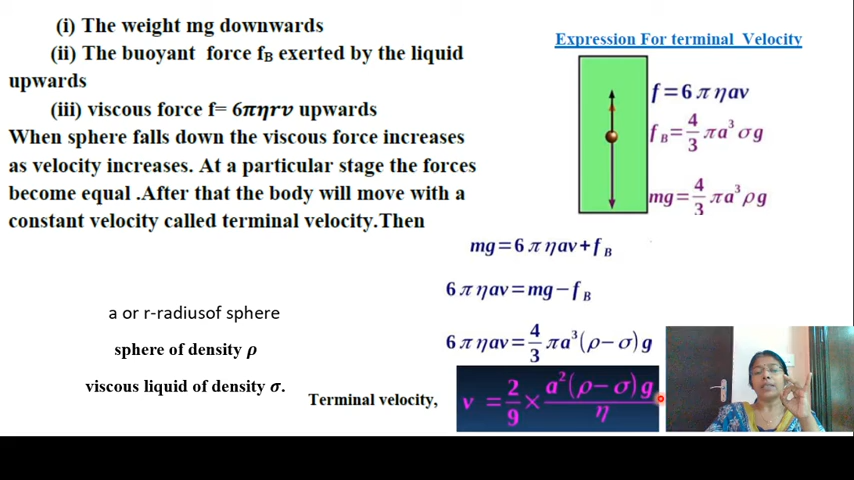 (i) The weight mg downwards
(ii) The buoyant force f_B exerted by the liquid
upwards
(iii) viscous force f= 6πηrv upwards
When sphere falls down the viscous force increases
as velocity increases. At a particular stage the forces
become equal .After that the body will move with a
constant velocity called terminal velocity.Then
Expression For terminal Velocity
f=6πηav
f_B=4/3 πa³σg
mg=4/3 πa³ρg
mg=6πηav+f_B
6πηav=mg−f_B
6πηav=4/3 πa³(ρ−σ)g
a or r-radiusof sphere
sphere of density ρ
viscous liquid of density σ.
Terminal velocity,
v =2/9×a²(ρ−σ)g/η